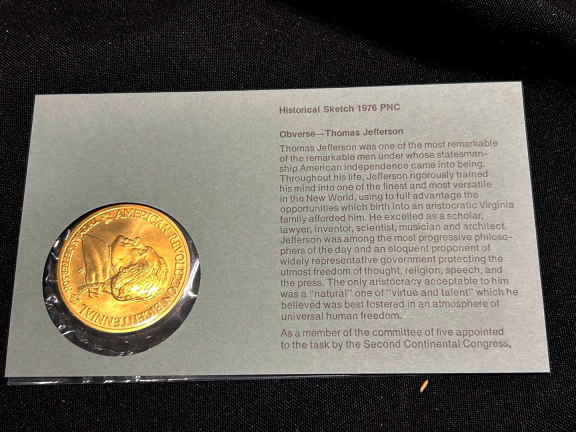 Historical Sketch 1976 PNC
Obverse—Thomas Jefferson
Thomas Jefferson was one of the most remarkable
of the remarkable men under whose statesman-
ship American independence came into being.
Throughout his life, Jefferson rigorously trained
his mind into one of the finest and most versatile
in the New World, using to full advantage the
opportunities which birth into an aristocratic Virginia
family afforded him. He excelled as a scholar,
lawyer, inventor, scientist, musician and architect.
Jefferson was among the most progressive philoso-
phers of the day and an eloquent proponent of
widely representative government protecting the
utmost freedom of thought, religion, speech, and
the press. The only aristocracy acceptable to him
was a "natural" one of "virtue and talent" which he
believed was best fostered in an atmosphere of
universal human freedom.
As a member of the committee of five appointed
to the task by the Second Continental Congress,
AMERICAN REVOLUTION BICENTENNIAL